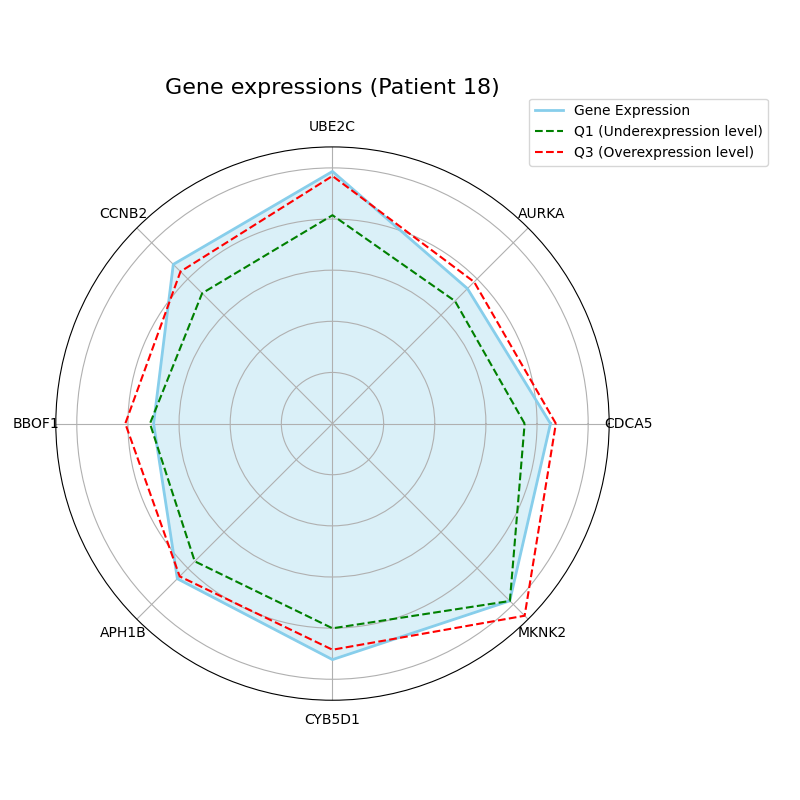 Gene expressions (Patient 18)
Gene Expression
Q1 (Underexpression level)
Q3 (Overexpression level)
UBE2C
CCNB2
AURKA
BBOF1
CDCA5
APH1B
MKNK2
CYB5D1